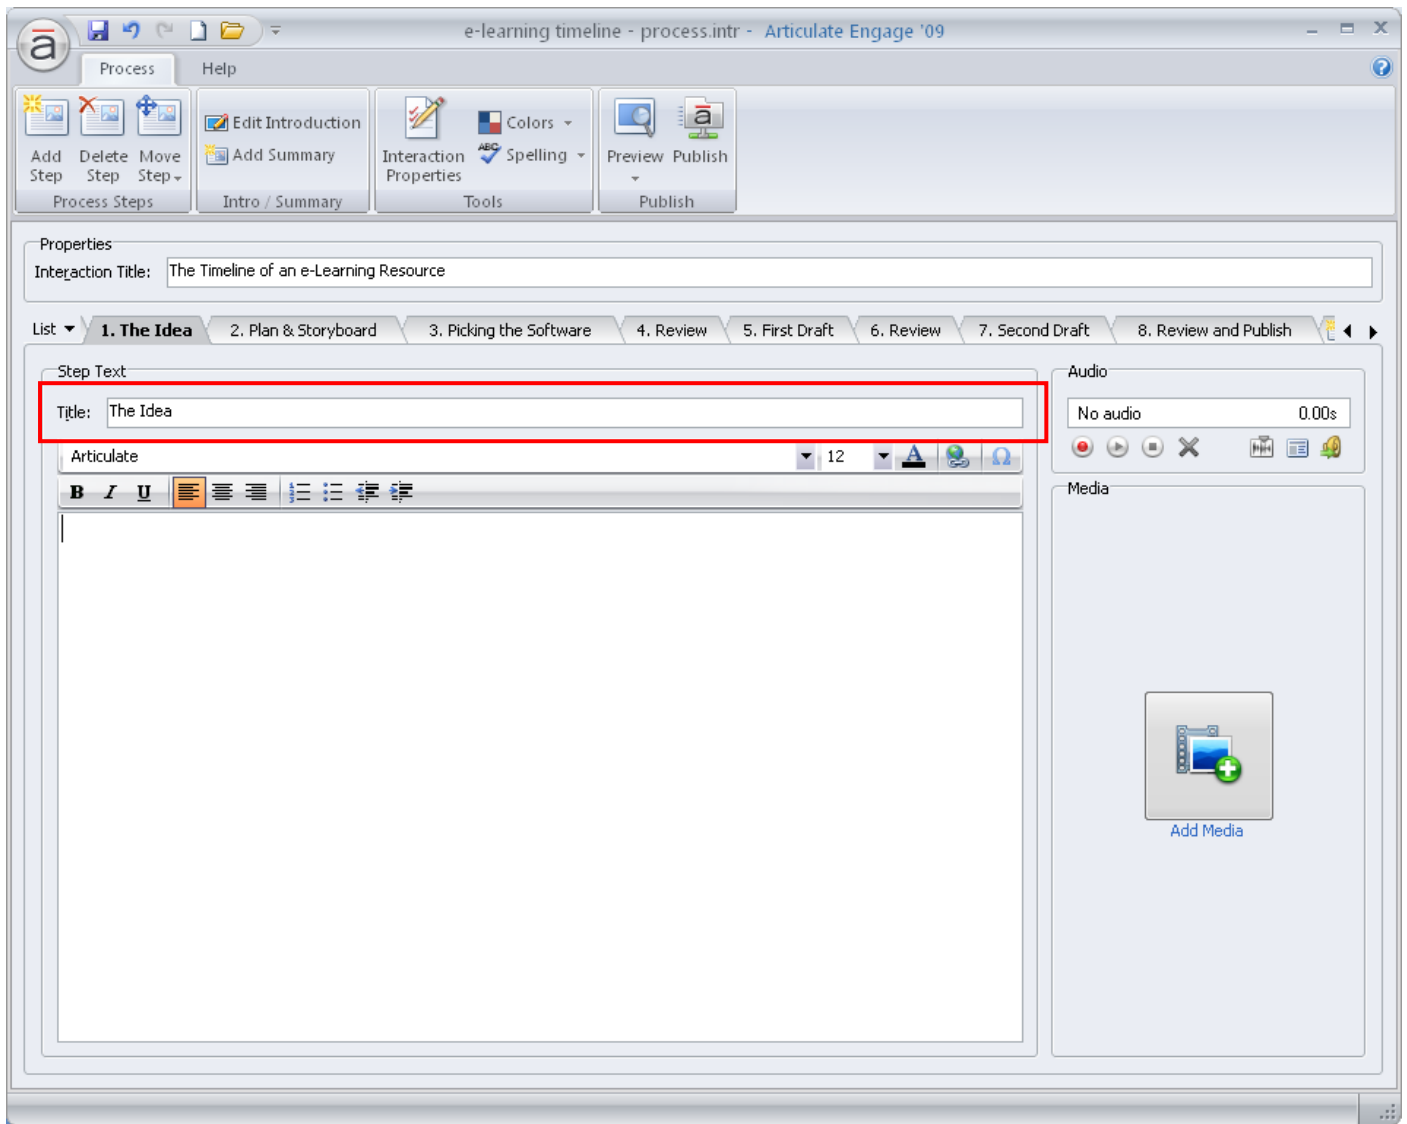 e-learning timeline - process.intr - Articulate Engage '09
Process Help
Add Step
Delete Step
Move Step
Process Steps
Edit Introduction
Add Summary
Intro / Summary
Interaction Properties
Colors
ABC Spelling
Tools
Preview
Publish
Publish
Properties
Interaction Title: The Timeline of an e-Learning Resource
List 1. The Idea 2. Plan & Storyboard 3. Picking the Software 4. Review 5. First Draft 6. Review 7. Second Draft 8. Review and Publish
Step Text
Title: The Idea
Articulate 12 A Ω
B I U
Audio
No audio 0.00s
Media
Add Media